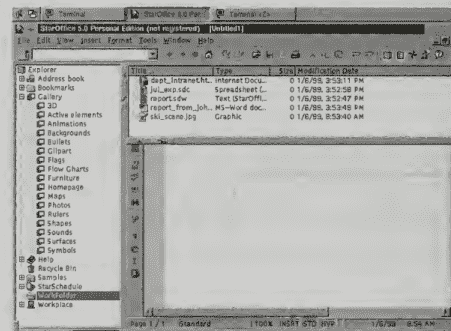 Terminal
StarOffice 5.0 Per
Terminal <2>
StarOffice 5.0 Personal Edition (not registered) [Untitled1]
File Edit View Insert Format Tools Window Help
Explorer
Address book
Bookmarks
Gallery
3D
Active elements
Animations
Backgrounds
Bullets
Clipart
Flags
Flow Charts
Furniture
Homepage
Maps
Photos
Rulers
Shapes
Sounds
Surfaces
Symbols
Help
Recycle Bin
Samples
StarSchedule
WorkFolder
Workplace
Title Type Size Modification Date
dept_intranet.ht... Internet Docu... 0 1/6/99, 3:53:11 PM
jul_exp.sdc Spreadsheet (... 0 1/6/99, 3:52:58 PM
report.sdw Text (StarOffi... 0 1/6/99, 3:52:47 PM
report_from_joh... MS-Word doc... 0 1/6/99, 3:53:49 PM
ski_scene.jpg Graphic 0 1/6/99, 8:53:40 AM
Page 1 / 1 Standard 100% INSRT STD HYP 1/6/99 8:54 AM